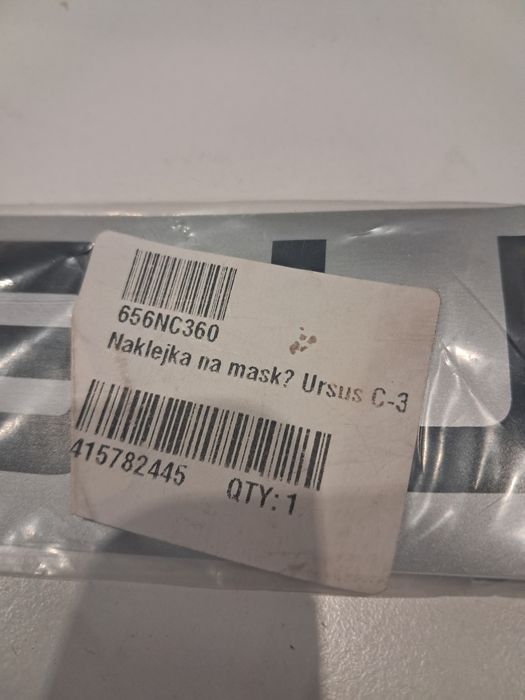 656NC360
Naklejka na mask? Ursus C-3
415782445 QTY: 1